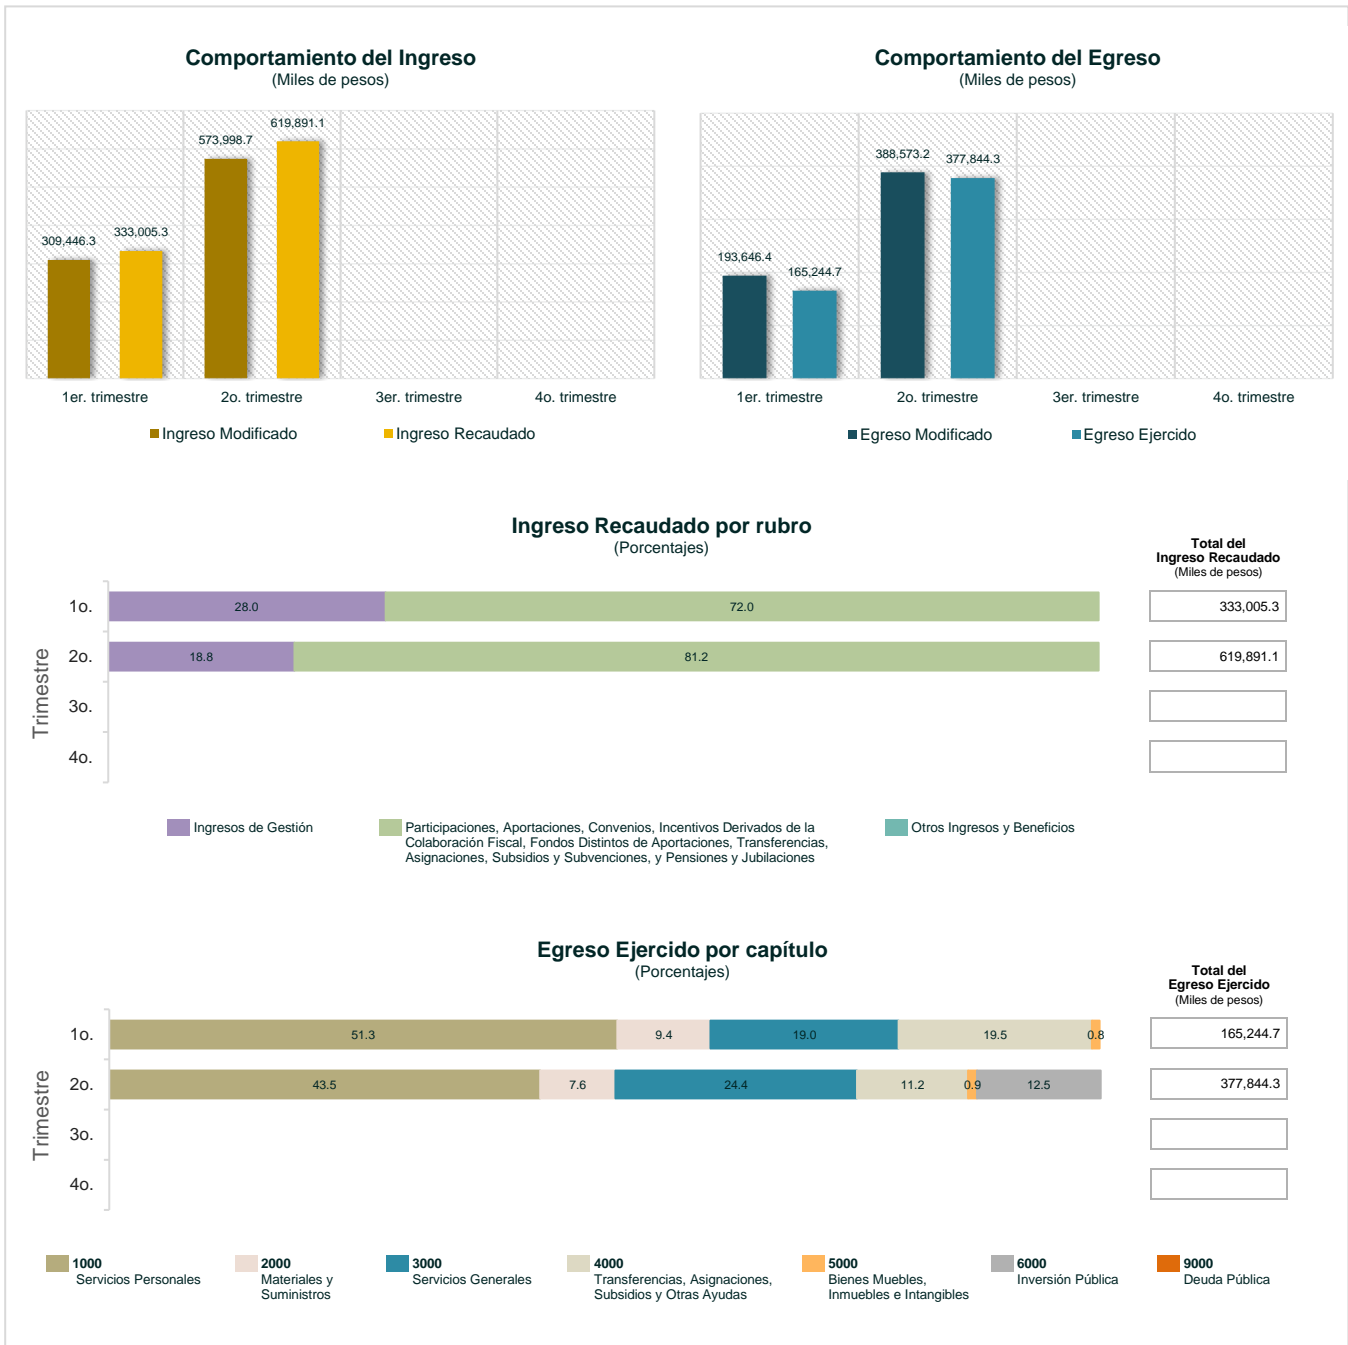 Comportamiento del Ingreso
(Miles de pesos)
309,446.3
333,005.3
573,998.7
619,891.1
1er. trimestre
2o. trimestre
3er. trimestre
4o. trimestre
Ingreso Modificado
Ingreso Recaudado
Comportamiento del Egreso
(Miles de pesos)
193,646.4
165,244.7
388,573.2
377,844.3
1er. trimestre
2o. trimestre
3er. trimestre
4o. trimestre
Egreso Modificado
Egreso Ejercido
Ingreso Recaudado por rubro
(Porcentajes)
Total del
Ingreso Recaudado
(Miles de pesos)
Trimestre
1o.
28.0
72.0
333,005.3
2o.
18.8
81.2
619,891.1
3o.
4o.
Ingresos de Gestión
Participaciones, Aportaciones, Convenios, Incentivos Derivados de la
Colaboración Fiscal, Fondos Distintos de Aportaciones, Transferencias,
Asignaciones, Subsidios y Subvenciones, y Pensiones y Jubilaciones
Otros Ingresos y Beneficios
Egreso Ejercido por capítulo
(Porcentajes)
Total del
Egreso Ejercido
(Miles de pesos)
Trimestre
1o.
51.3
9.4
19.0
19.5
0.8
165,244.7
2o.
43.5
7.6
24.4
11.2
0.9
12.5
377,844.3
3o.
4o.
1000
Servicios Personales
2000
Materiales y
Suministros
3000
Servicios Generales
4000
Transferencias, Asignaciones,
Subsidios y Otras Ayudas
5000
Bienes Muebles,
Inmuebles e Intangibles
6000
Inversión Pública
9000
Deuda Pública